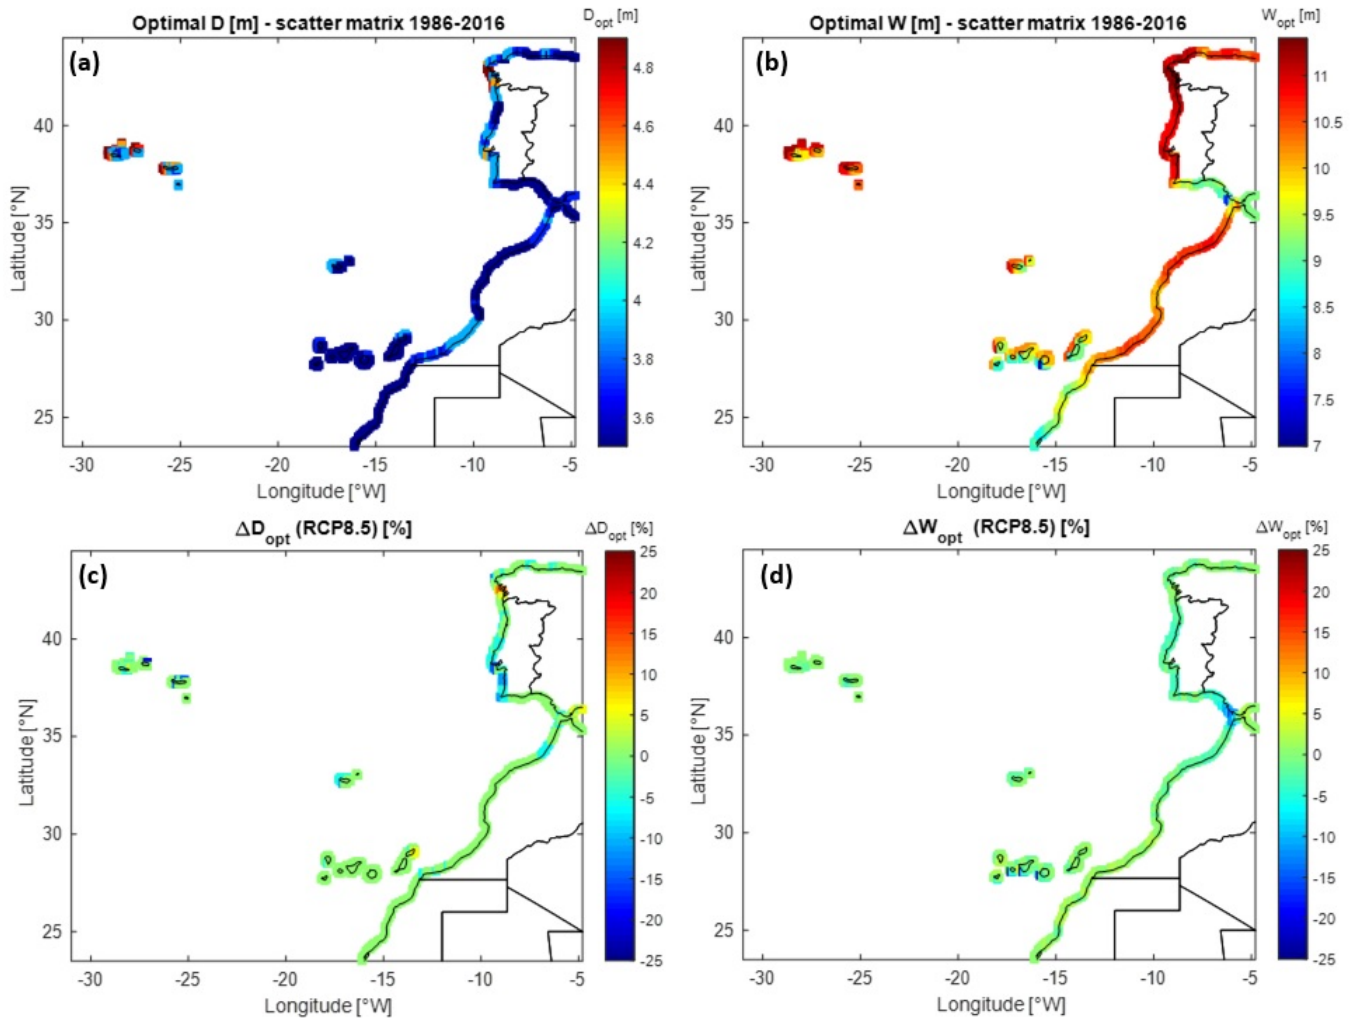 Optimal D [m] - scatter matrix 1986-2016
D_opt [m]
(a)
4.8
4.6
4.4
4.2
4
3.8
3.6
40
35
30
25
Latitude [°N]
-30 -25 -20 -15 -10 -5
Longitude [°W]
Optimal W [m] - scatter matrix 1986-2016
W_opt [m]
(b)
11
10.5
10
9.5
9
8.5
8
7.5
7
40
35
30
25
Latitude [°N]
-30 -25 -20 -15 -10 -5
Longitude [°W]
ΔD_opt (RCP8.5) [%]
ΔD_opt [%]
(c)
25
20
15
10
5
0
-5
-10
-15
-20
-25
40
35
30
25
Latitude [°N]
-30 -25 -20 -15 -10 -5
Longitude [°W]
ΔW_opt (RCP8.5) [%]
ΔW_opt [%]
(d)
25
20
15
10
5
0
-5
-10
-15
-20
-25
40
35
30
25
Latitude [°N]
-30 -25 -20 -15 -10 -5
Longitude [°W]